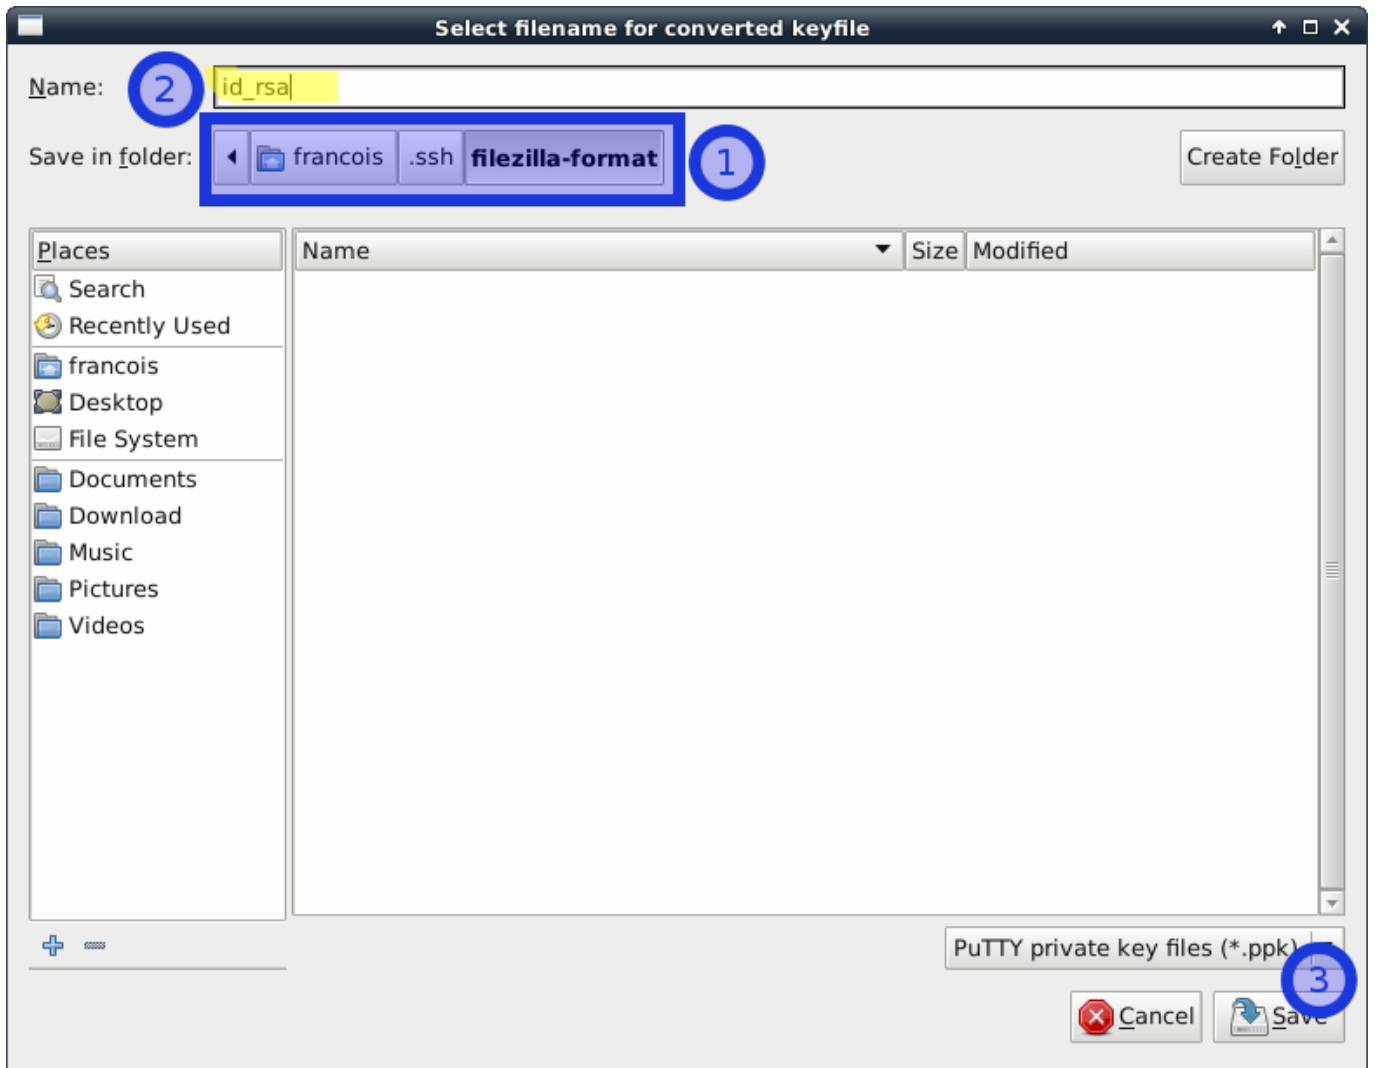 Select filename for converted keyfile
Name: 2 id_rsa
Save in folder: francois .ssh filezilla-format 1 Create Folder
Places Name Size Modified
Search
Recently Used
francois
Desktop
File System
Documents
Download
Music
Pictures
Videos
PuTTY private key files (*.ppk)
3
Cancel Save